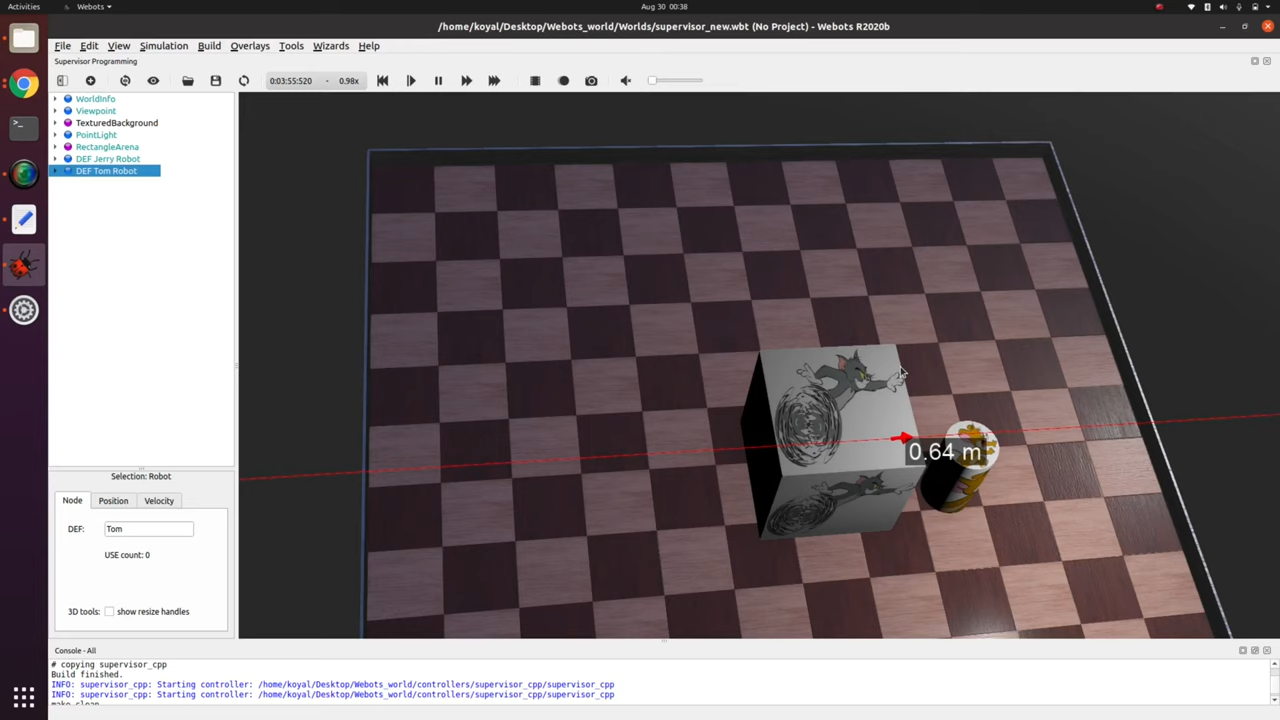 Activities
Webots
Aug 30 00:38
/home/koyal/Desktop/Webots_world/Worlds/supervisor_new.wbt (No Project) - Webots R2020b
File Edit View Simulation Build Overlays Tools Wizards Help
Supervisor Programming
0:03:55:520 - 0.98x
WorldInfo
Viewpoint
TexturedBackground
PointLight
RectangleArena
DEF Jerry Robot
DEF Tom Robot
0.64 m
Selection: Robot
Node Position Velocity
DEF: Tom
USE count: 0
3D tools: show resize handles
Console - All
# copying supervisor_cpp
Build finished.
INFO: supervisor_cpp: Starting controller: /home/koyal/Desktop/Webots_world/controllers/supervisor_cpp/supervisor_cpp
INFO: supervisor_cpp: Starting controller: /home/koyal/Desktop/Webots_world/controllers/supervisor_cpp/supervisor_cpp
make clean